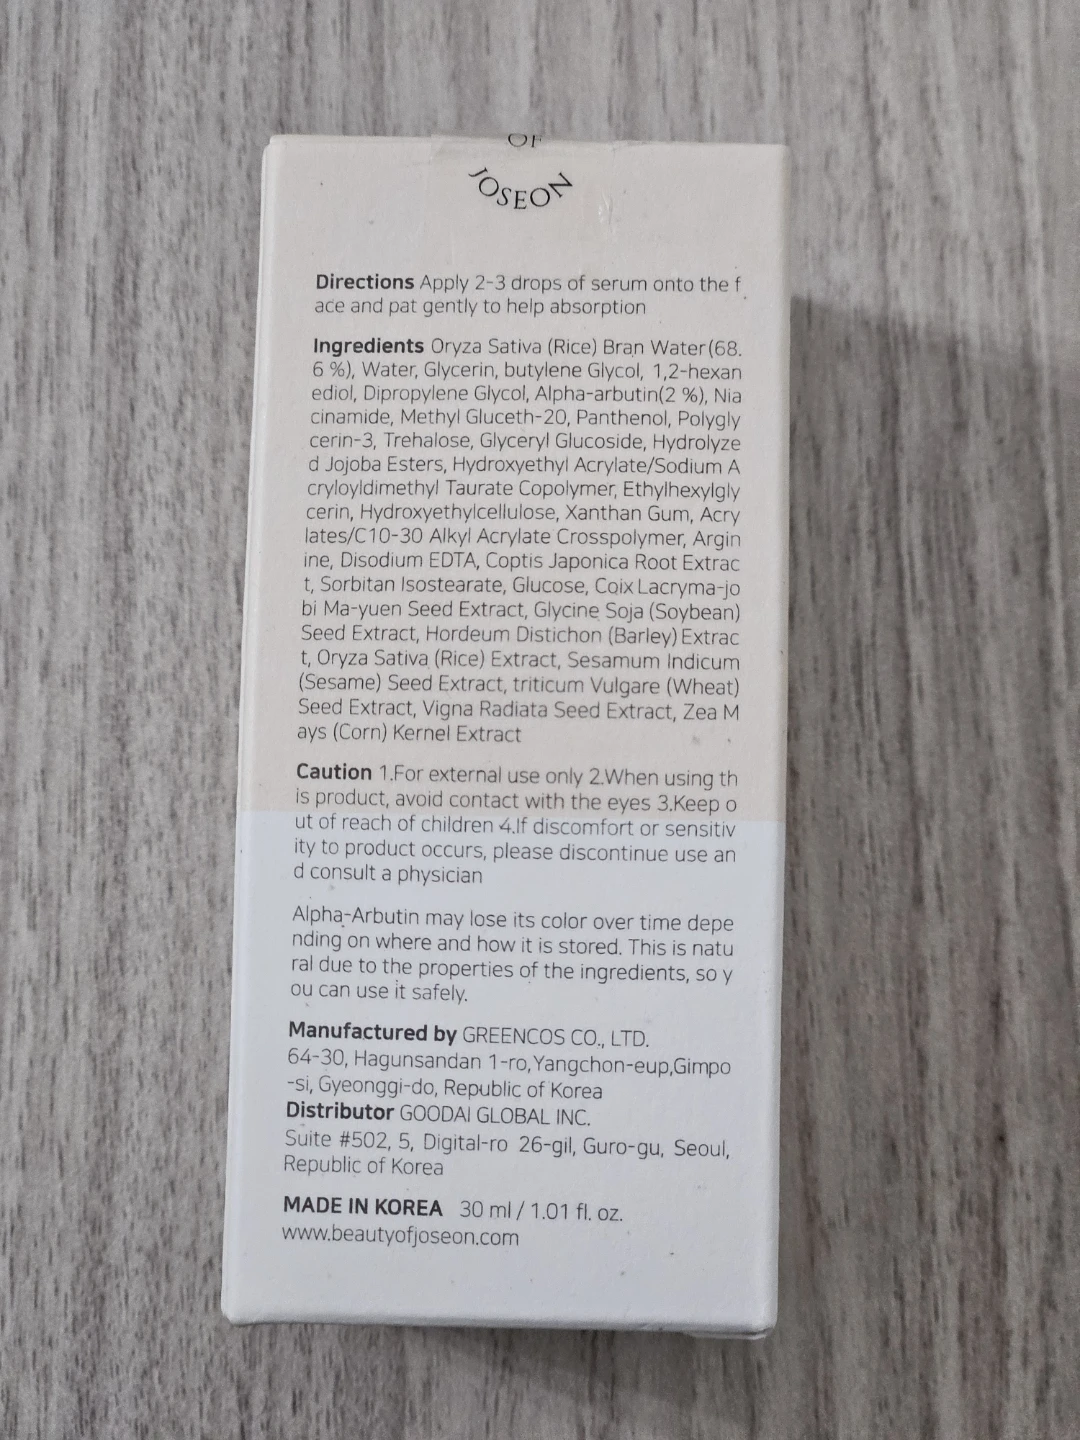 OF
JOSEON
Directions Apply 2-3 drops of serum onto the f
ace and pat gently to help absorption
Ingredients Oryza Sativa (Rice) Bran Water(68.
6 %), Water, Glycerin, butylene Glycol, 1,2-hexan
ediol, Dipropylene Glycol, Alpha-arbutin(2 %), Nia
cinamide, Methyl Gluceth-20, Panthenol, Polygly
cerin-3, Trehalose, Glyceryl Glucoside, Hydrolyze
d Jojoba Esters, Hydroxyethyl Acrylate/Sodium A
cryloyldimethyl Taurate Copolymer, Ethylhexylgly
cerin, Hydroxyethylcellulose, Xanthan Gum, Acry
lates/C10-30 Alkyl Acrylate Crosspolymer, Argin
ine, Disodium EDTA, Coptis Japonica Root Extrac
t, Sorbitan Isostearate, Glucose, Coix Lacryma-jo
bi Ma-yuen Seed Extract, Glycine Soja (Soybean)
Seed Extract, Hordeum Distichon (Barley) Extrac
t, Oryza Sativa (Rice) Extract, Sesamum Indicum
(Sesame) Seed Extract, triticum Vulgare (Wheat)
Seed Extract, Vigna Radiata Seed Extract, Zea M
ays (Corn) Kernel Extract
Caution 1.For external use only 2.When using th
is product, avoid contact with the eyes 3.Keep o
ut of reach of children 4.If discomfort or sensitiv
ity to product occurs, please discontinue use an
d consult a physician
Alpha-Arbutin may lose its color over time depe
nding on where and how it is stored. This is natu
ral due to the properties of the ingredients, so y
ou can use it safely.
Manufactured by GREENCOS CO., LTD.
64-30, Hagunsandan 1-ro,Yangchon-eup,Gimpo
-si, Gyeonggi-do, Republic of Korea
Distributor GOODAI GLOBAL INC.
Suite #502, 5, Digital-ro 26-gil, Guro-gu, Seoul,
Republic of Korea
MADE IN KOREA 30 ml / 1.01 fl. oz.
www.beautyofjoseon.com